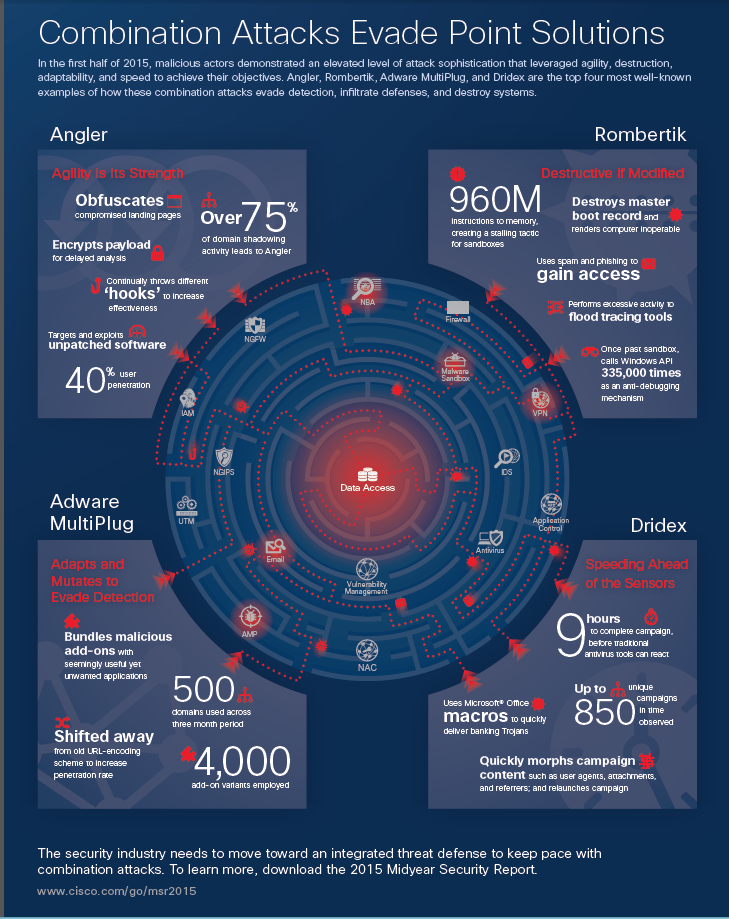 Combination Attacks Evade Point Solutions
In the first half of 2015, malicious actors demonstrated an elevated level of attack sophistication that leveraged agility, destruction,
adaptability, and speed to achieve their objectives. Angler, Rombertik, Adware MultiPlug, and Dridex are the top four most well-known
examples of how these combination attacks evade detection, infiltrate defenses, and destroy systems.
Angler
Agility Is Its Strength
Obfuscates
compromised landing pages
Over 75%
of domain shadowing
activity leads to Angler
Encrypts payload
for delayed analysis
Continually throws different
‘hooks’ to increase
effectiveness
Targets and exploits
unpatched software
40% user
penetration
Rombertik
Destructive If Modified
960M
instructions to memory,
creating a stalling tactic
for sandboxes
Destroys master
boot record and
renders computer inoperable
Uses spam and phishing to
gain access
Performs excessive activity to
flood tracing tools
Once past sandbox,
calls Windows API
335,000 times
as an anti-debugging
mechanism
NBA
Firewall
NGFW
Malware
Sandbox
IAM
VPN
NGIPS
IDS
Data Access
UTM
Application
Control
Email
Antivirus
Vulnerability
Management
AMP
NAC
Adware
MultiPlug
Adapts and
Mutates to
Evade Detection
Bundles malicious
add-ons with
seemingly useful yet
unwanted applications
500
domains used across
three month period
Shifted away
from old URL-encoding
scheme to increase
penetration rate
4,000
add-on variants employed
Dridex
Speeding Ahead
of the Sensors
9 hours
to complete campaign,
before traditional
antivirus tools can react
Up to
850
unique
campaigns
in time
observed
Uses Microsoft® Office
macros to quickly
deliver banking Trojans
Quickly morphs campaign
content such as user agents, attachments,
and referrers; and relaunches campaign
The security industry needs to move toward an integrated threat defense to keep pace with
combination attacks. To learn more, download the 2015 Midyear Security Report.
www.cisco.com/go/msr2015